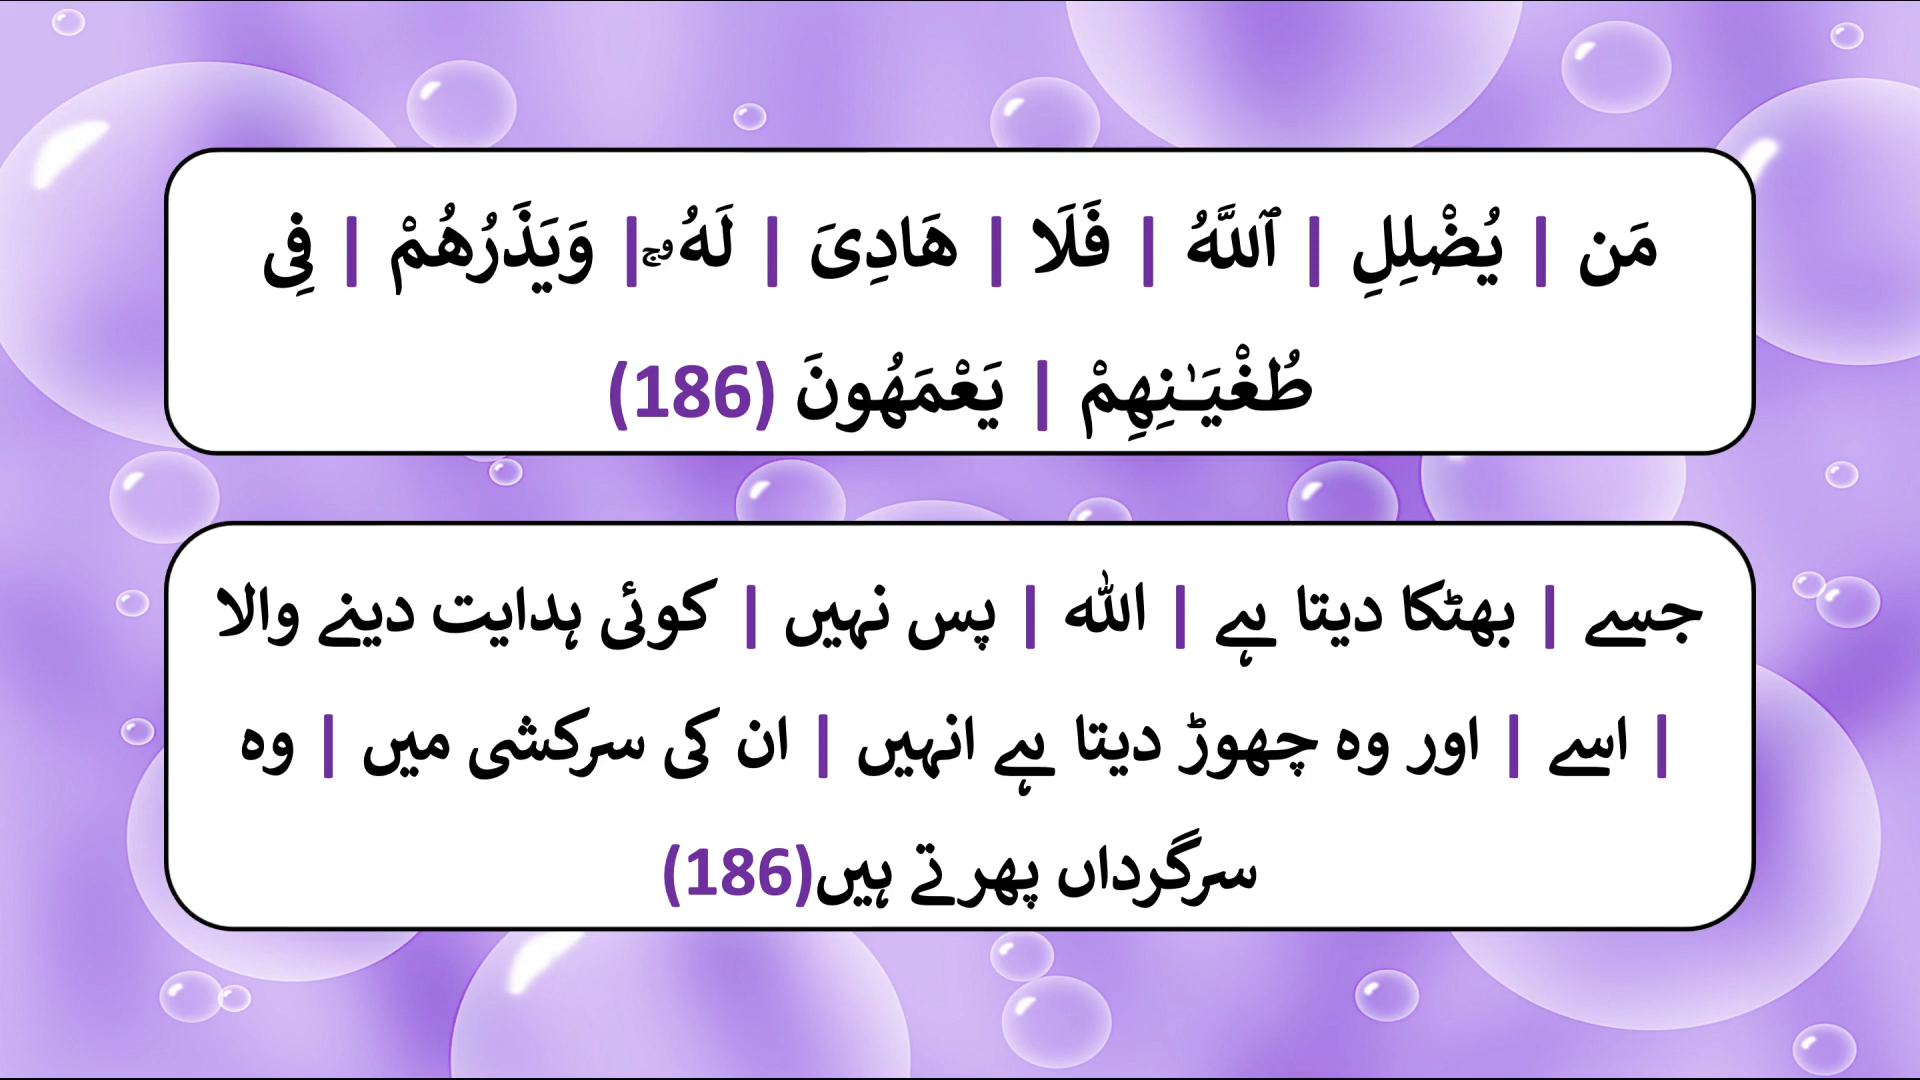 مَن | يُضْلِلِ | ٱللَّهُ | فَلَا | هَادِىَ | لَهُۥ ۚ | وَيَذَرُهُمْ | فِى
طُغْيَـٰنِهِمْ | يَعْمَهُونَ (186)
جسے | بھٹکا دیتا ہے | اللہ | پس نہیں | کوئی ہدایت دینے والا
| اسے | اور وہ چھوڑ دیتا ہے انہیں | ان کی سرکشی میں | وہ
سرگرداں پھرتے ہیں(186)